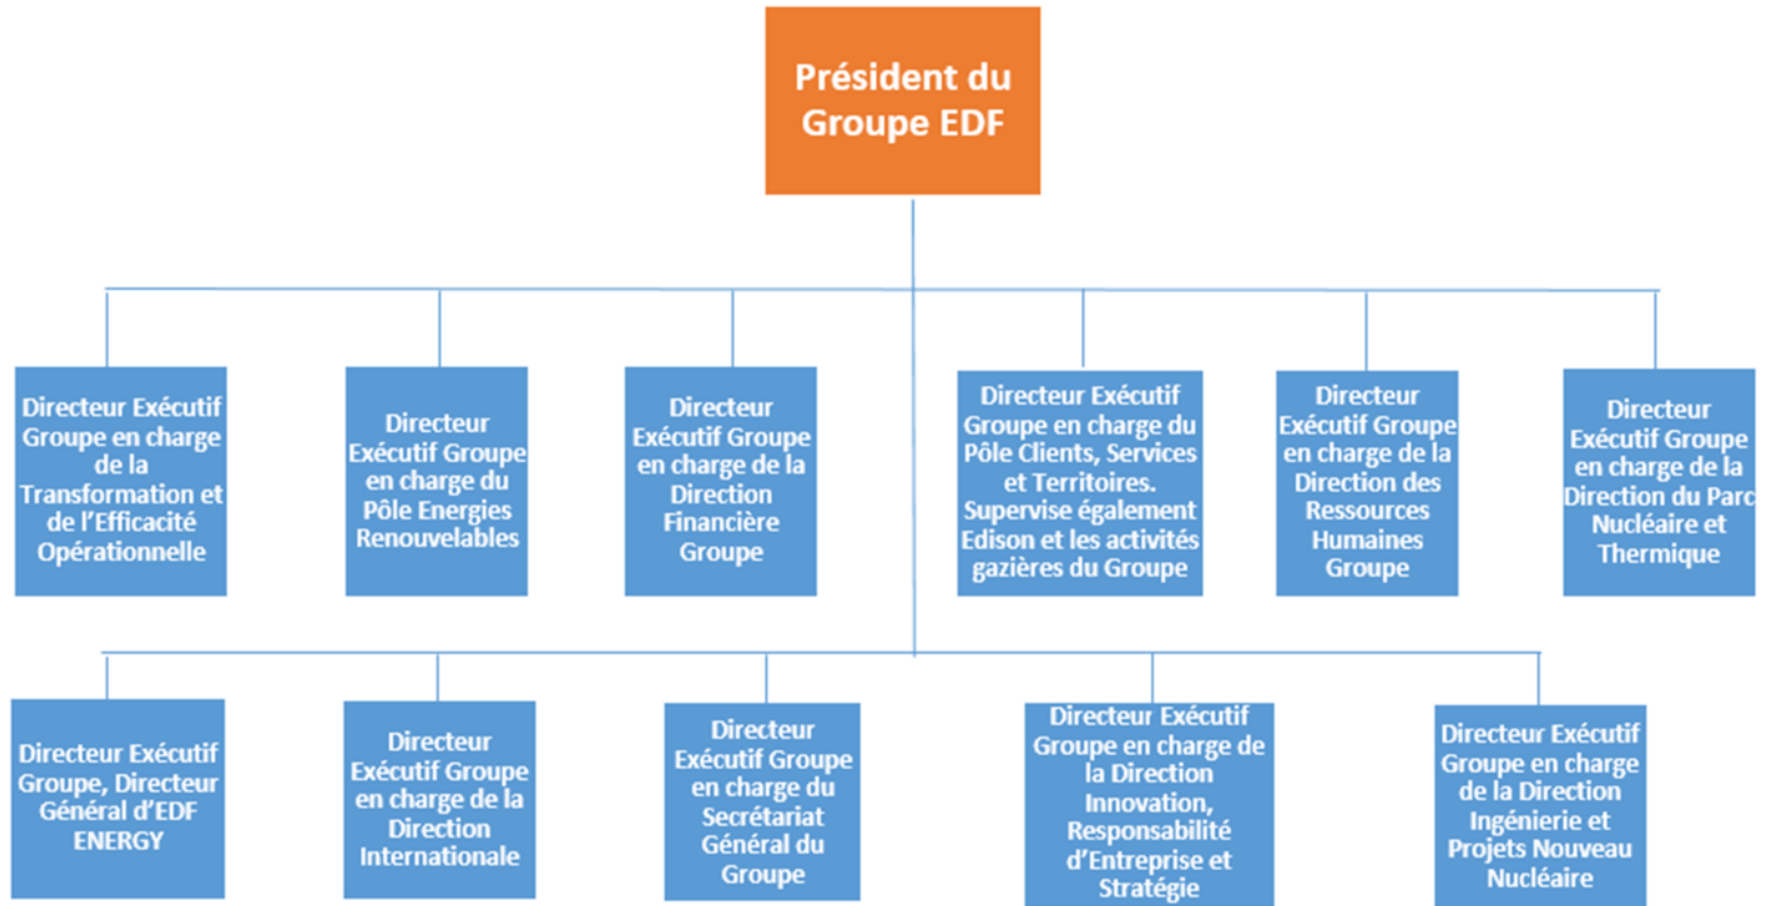 Président du
Groupe EDF
Directeur Exécutif
Groupe en charge
de la
Transformation et
de l’Efficacité
Opérationnelle
Directeur
Exécutif Groupe
en charge du
Pôle Energies
Renouvelables
Directeur
Exécutif Groupe
en charge de la
Direction
Financière
Groupe
Directeur Exécutif
Groupe en charge du
Pôle Clients, Services
et Territoires.
Supervise également
Edison et les activités
gazières du Groupe
Directeur
Exécutif Groupe
en charge de la
Direction des
Ressources
Humaines
Groupe
Directeur
Exécutif Groupe
en charge de la
Direction du Parc
Nucléaire et
Thermique
Directeur Exécutif
Groupe, Directeur
Général d’EDF
ENERGY
Directeur
Exécutif Groupe
en charge de la
Direction
Internationale
Directeur
Exécutif Groupe
en charge du
Secrétariat
Général du
Groupe
Directeur Exécutif
Groupe en charge de
la Direction
Innovation,
Responsabilité
d’Entreprise et
Stratégie
Directeur Exécutif
Groupe en charge
de la Direction
Ingénierie et
Projets Nouveau
Nucléaire